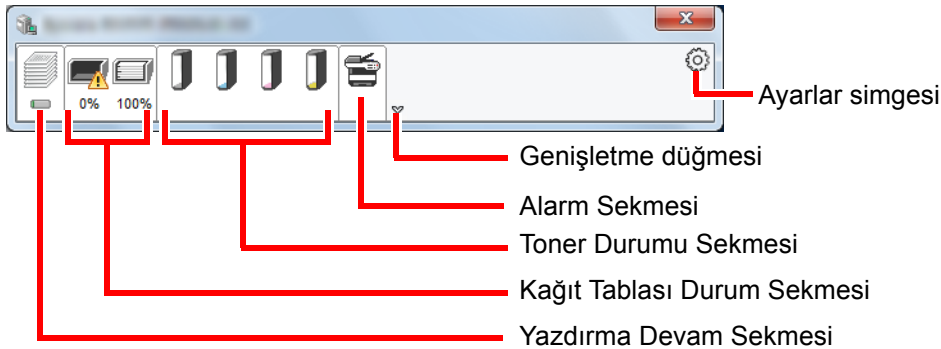 0% 100%
Ayarlar simgesi
Genişletme düğmesi
Alarm Sekmesi
Toner Durumu Sekmesi
Kağıt Tablası Durum Sekmesi
Yazdırma Devam Sekmesi